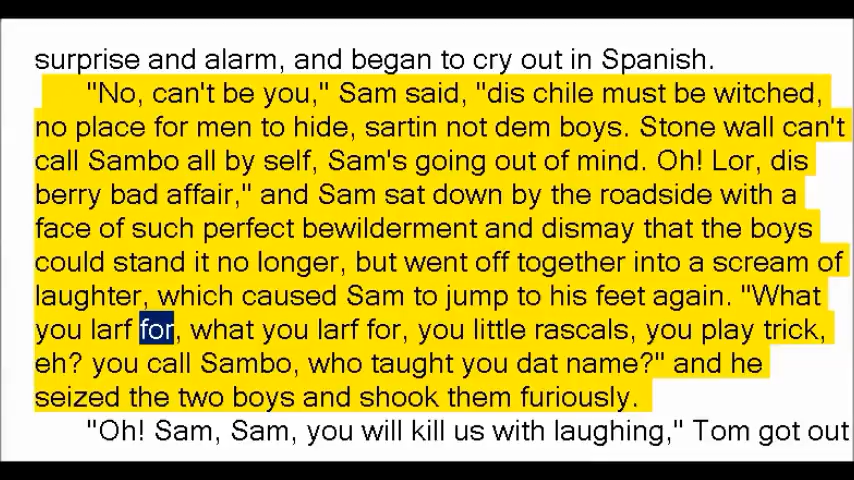 surprise and alarm, and began to cry out in Spanish.
"No, can't be you," Sam said, "dis chile must be witched,
no place for men to hide, sartin not dem boys. Stone wall can't
call Sambo all by self, Sam's going out of mind. Oh! Lor, dis
berry bad affair," and Sam sat down by the roadside with a
face of such perfect bewilderment and dismay that the boys
could stand it no longer, but went off together into a scream of
laughter, which caused Sam to jump to his feet again. "What
you larf for, what you larf for, you little rascals, you play trick,
eh? you call Sambo, who taught you dat name?" and he
seized the two boys and shook them furiously.
"Oh! Sam, Sam, you will kill us with laughing," Tom got out